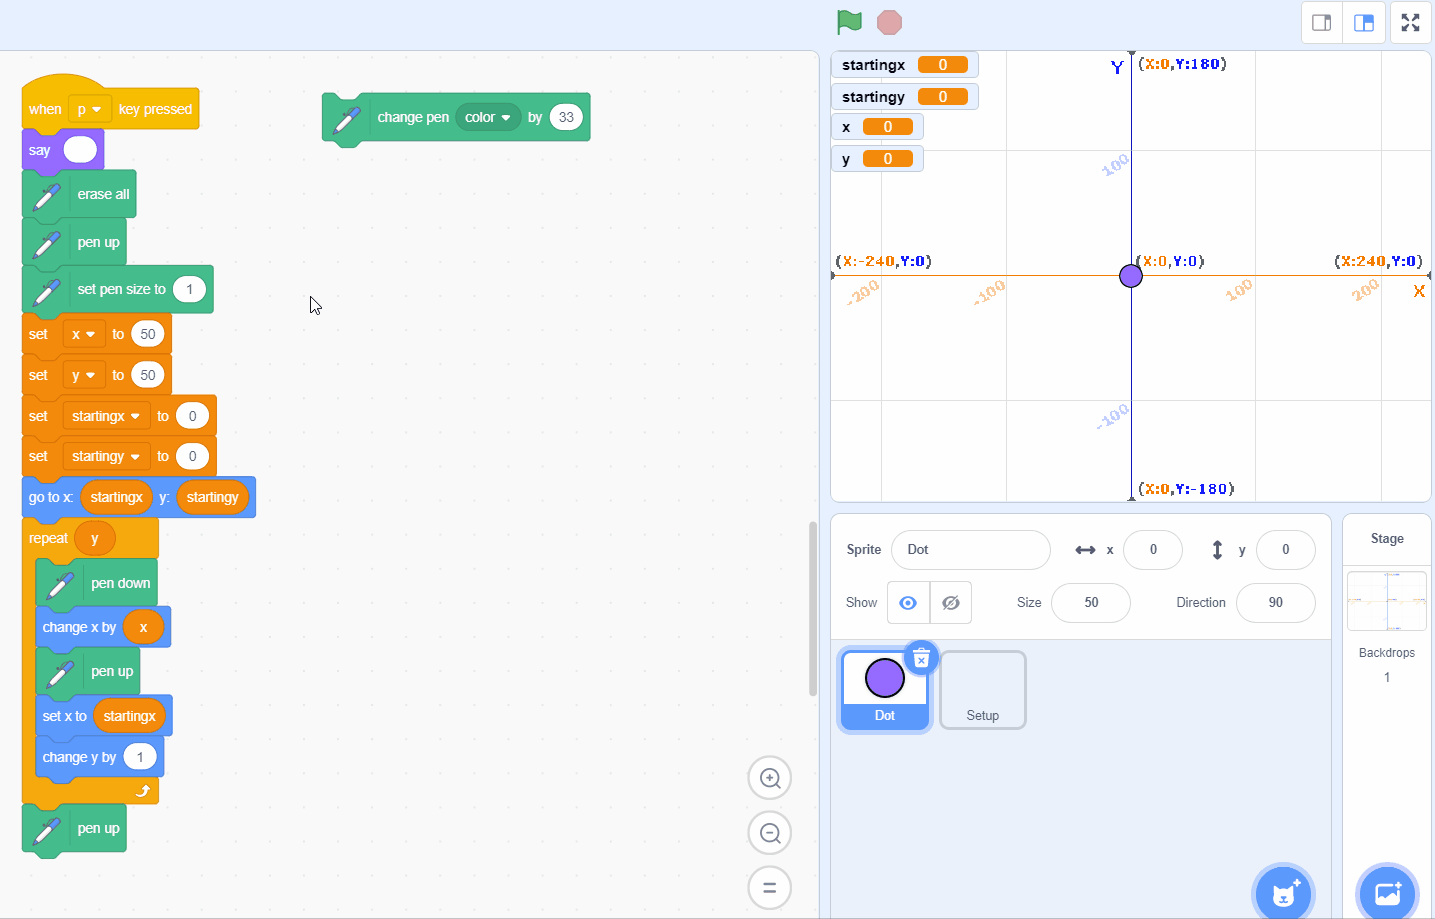 when p key pressed
say
erase all
pen up
set pen size to 1
set x to 50
set y to 50
set startingx to 0
set startingy to 0
go to x: startingx y: startingy
repeat y
pen down
change x by x
pen up
set x to startingx
change y by 1
pen up
change pen color by 33
startingx 0
startingy 0
x 0
y 0
Y
(X:0,Y:180)
100
(X:-240,Y:0)
(X:0,Y:0)
(X:240,Y:0)
-200
-100
100
200
X
-100
(X:0,Y:-180)
Sprite Dot x 0 y 0
Show Size 50 Direction 90
Dot
Setup
Stage
Backdrops
1